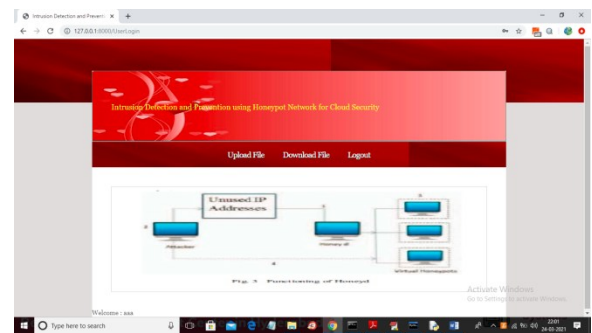 Intrusion Detection and Preventi
127.0.0.1:8000/UserLogin
Intrusion Detection and Prevention using Honeypot Network for Cloud Security
Upload File Download File Logout
Unused IP
Addresses
Attacker
Honeyd
Virtual Honeypots
Fig. 3 Functioning of Honeyd
Activate Windows
Go to Settings to activate Windows.
Welcome : aaa
Type here to search
22:01
24-03-2021